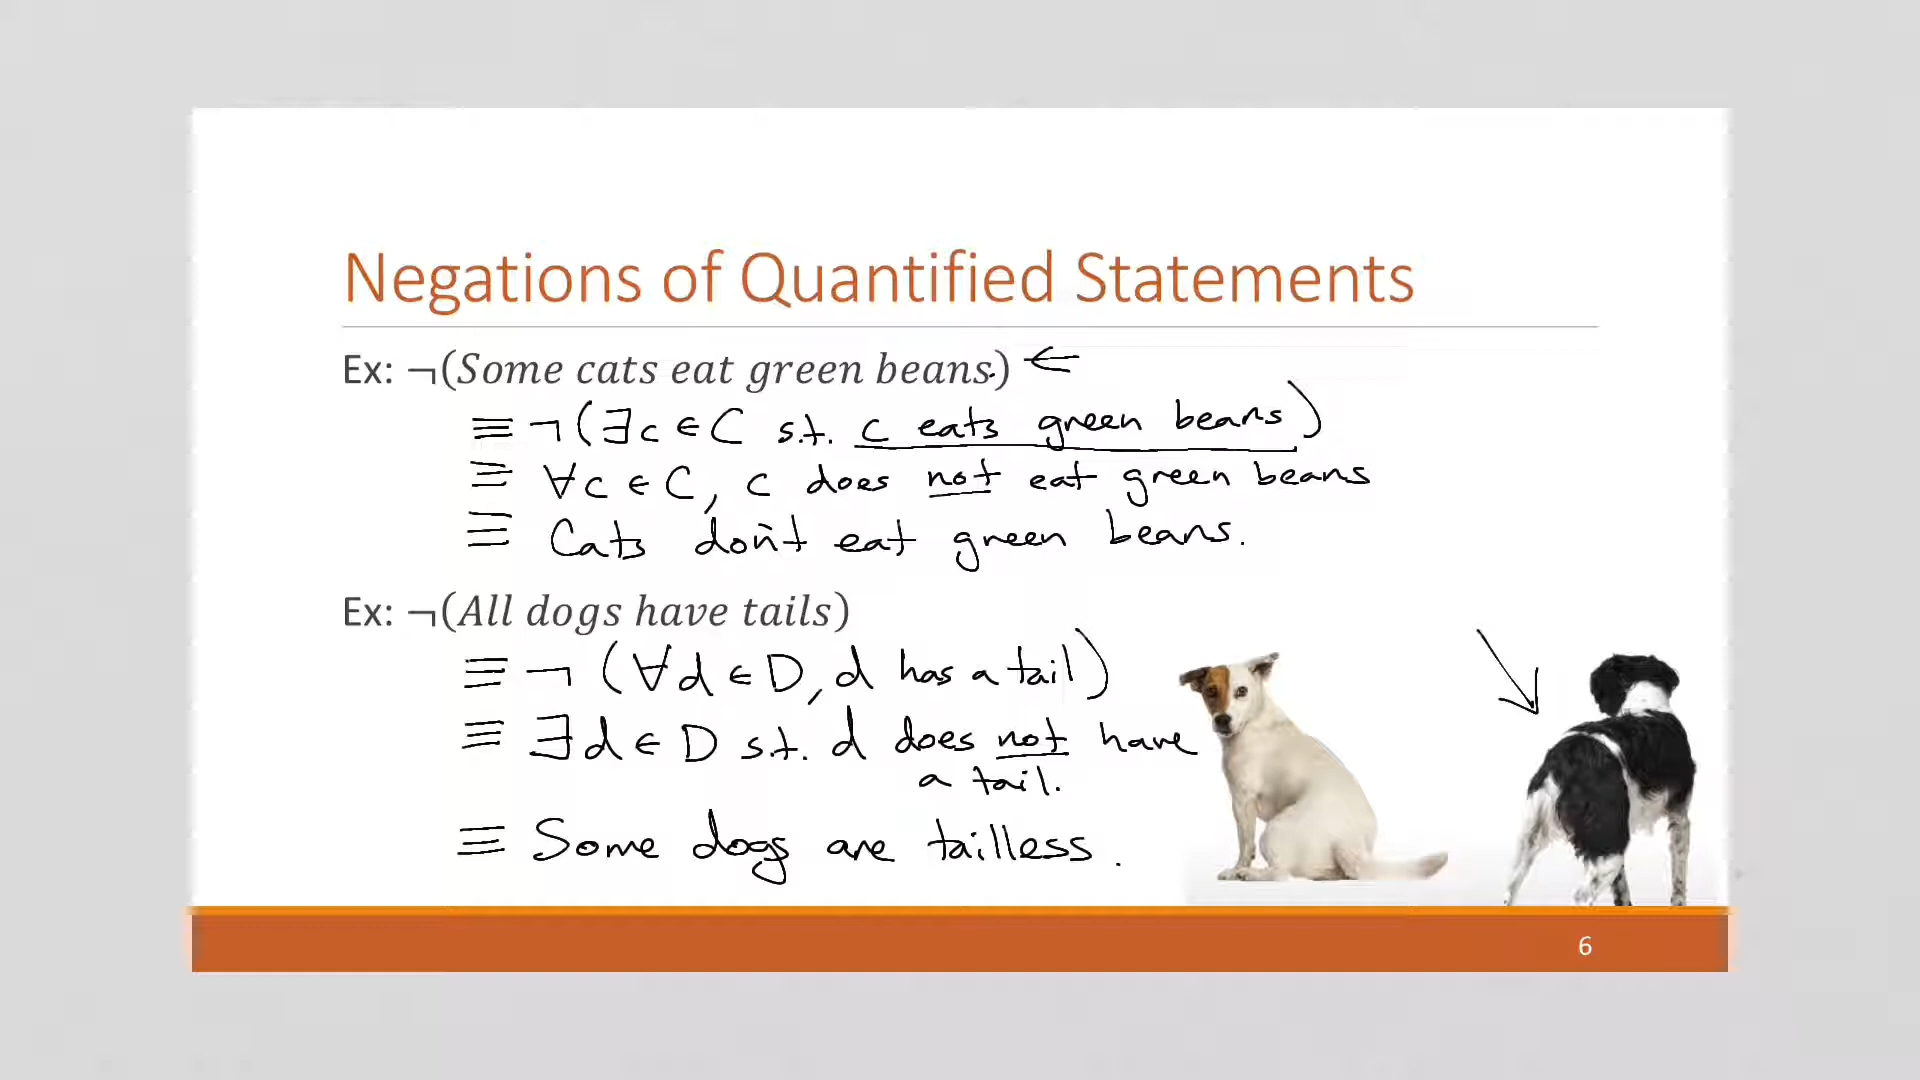 Negations of Quantified Statements
Ex: ¬(Some cats eat green beans.) ←
≡ ¬(∃c ∈ C s.t. c eats green beans)
≡ ∀c ∈ C, c does not eat green beans
≡ Cats don't eat green beans.
Ex: ¬(All dogs have tails)
≡ ¬ (∀d ∈ D, d has a tail)
≡ ∃d ∈ D s.t. d does not have
a tail.
≡ Some dogs are tailless.
6